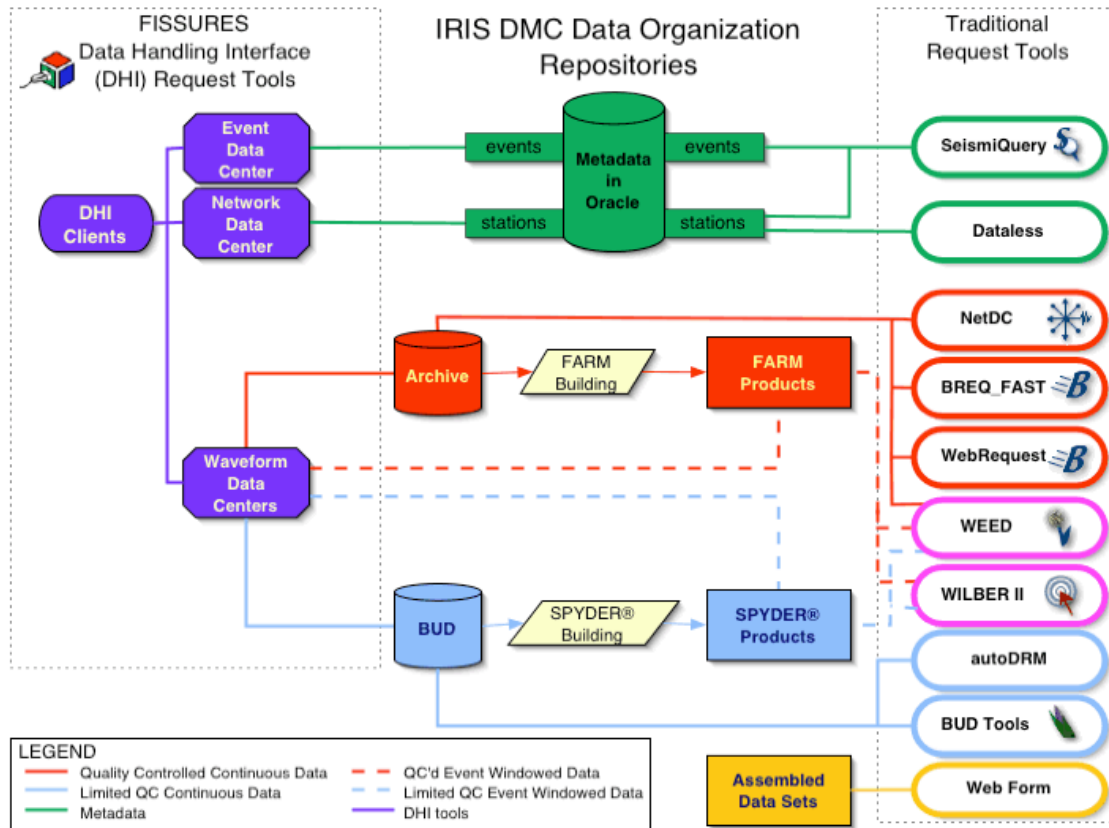 FISSURES
Data Handling Interface
(DHI) Request Tools
IRIS DMC Data Organization
Repositories
Traditional
Request Tools
Event
Data
Center
events
Metadata
in
Oracle
events
SeismiQuery
DHI
Clients
Network
Data
Center
stations
stations
Dataless
NetDC
Archive
FARM
Building
FARM
Products
BREQ_FAST
WebRequest
Waveform
Data
Centers
WEED
WILBER II
BUD
SPYDER®
Building
SPYDER®
Products
autoDRM
BUD Tools
LEGEND
Quality Controlled Continuous Data
QC'd Event Windowed Data
Limited QC Continuous Data
Limited QC Event Windowed Data
Metadata
DHI tools
Assembled
Data Sets
Web Form